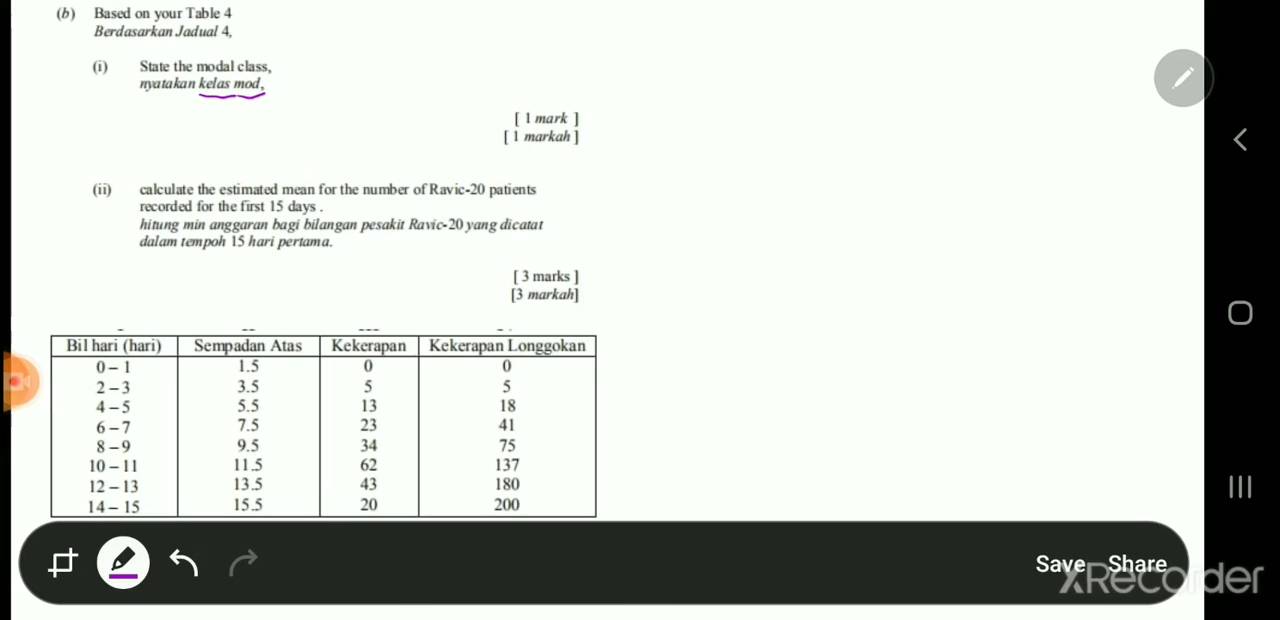 (b) Based on your Table 4
Berdasarkan Jadual 4,
(i) State the modal class,
nyatakan kelas mod,
[ 1 mark ]
[ 1 markah ]
(ii) calculate the estimated mean for the number of Ravic-20 patients
recorded for the first 15 days .
hitung min anggaran bagi bilangan pesakit Ravic-20 yang dicatat
dalam tempoh 15 hari pertama.
[ 3 marks ]
[3 markah]
Bil hari (hari) Sempadan Atas Kekerapan Kekerapan Longgokan
0 – 1 1.5 0 0
2 – 3 3.5 5 5
4 – 5 5.5 13 18
6 – 7 7.5 23 41
8 – 9 9.5 34 75
10 – 11 11.5 62 137
12 – 13 13.5 43 180
14 – 15 15.5 20 200
Save Share
XRecorder